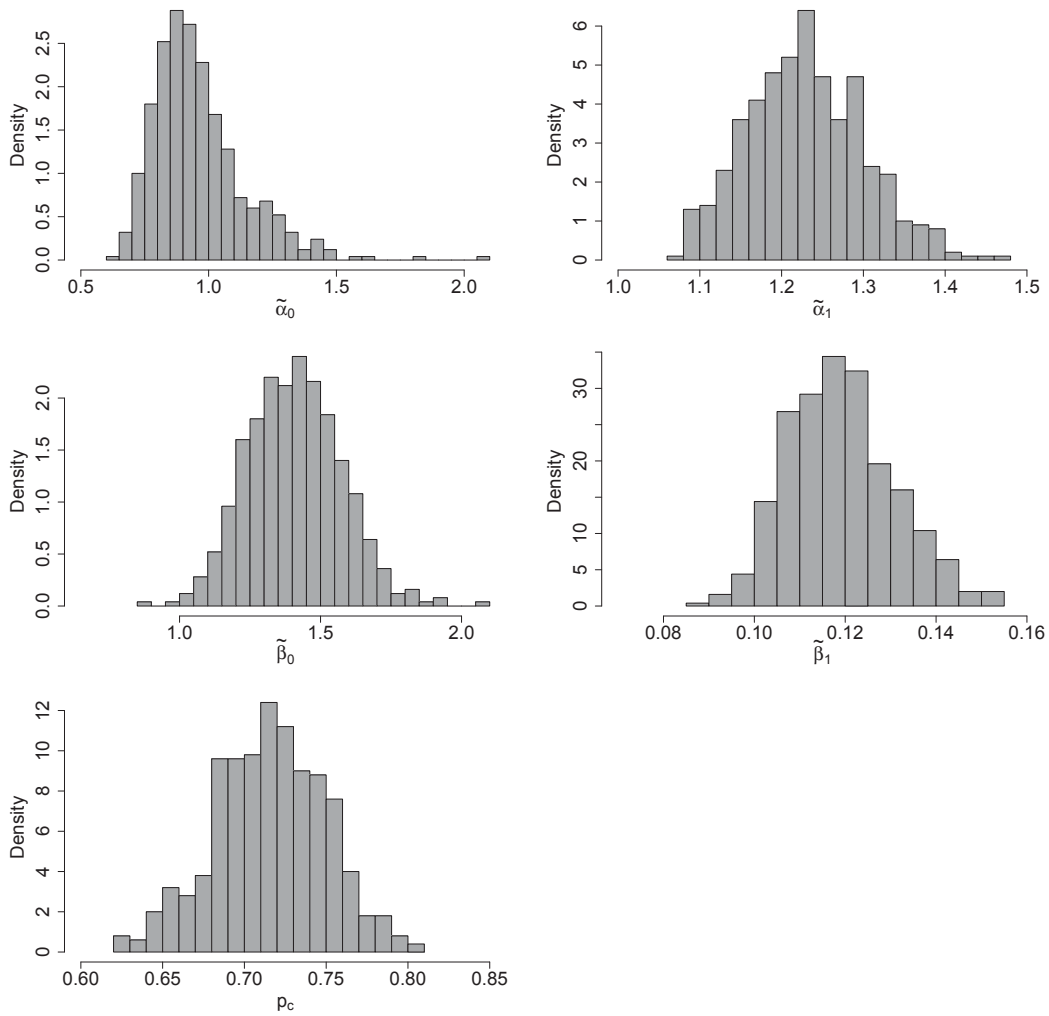 Density
0.0 0.5 1.0 1.5 2.0 2.5
0.5 1.0 1.5 2.0
α̃₀
Density
0 1 2 3 4 5 6
1.0 1.1 1.2 1.3 1.4 1.5
α̃₁
Density
0.0 0.5 1.0 1.5 2.0
1.0 1.5 2.0
β̃₀
Density
0 5 10 20 30
0.08 0.10 0.12 0.14 0.16
β̃₁
Density
0 2 4 6 8 10 12
0.60 0.65 0.70 0.75 0.80 0.85
p_c